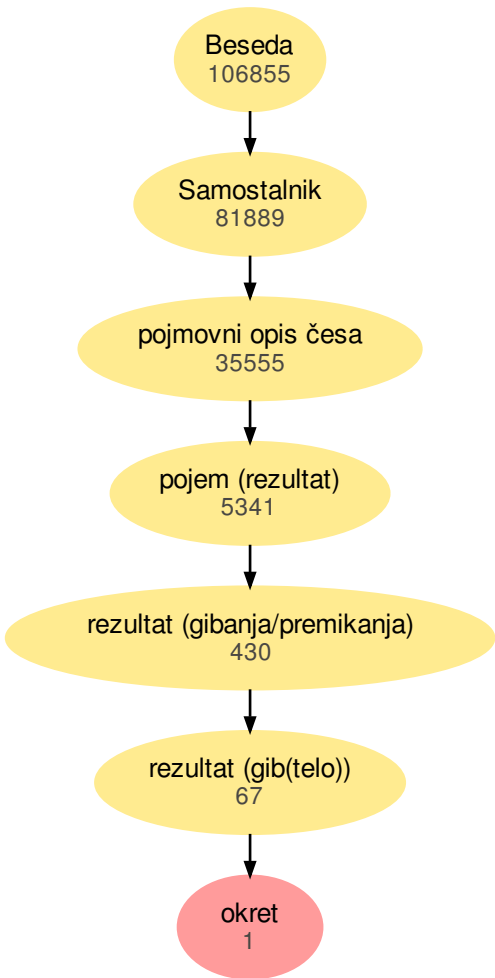 Beseda
106855
Samostalnik
81889
pojmovni opis česa
35555
pojem (rezultat)
5341
rezultat (gibanja/premikanja)
430
rezultat (gib(telo))
67
okret
1